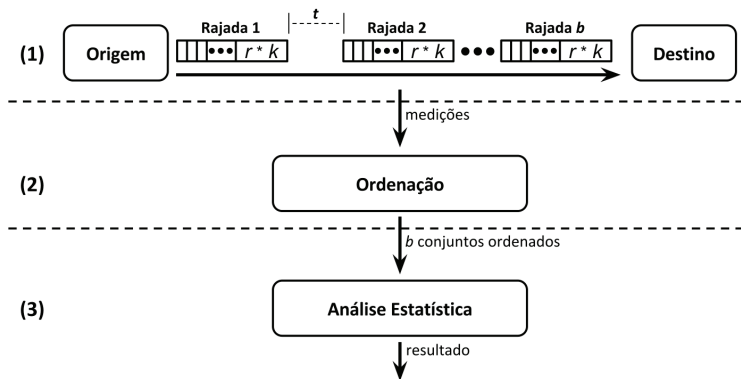 Rajada 1 t Rajada 2 Rajada b
(1) Origem r * k r * k r * k Destino
medições
(2) Ordenação
b conjuntos ordenados
(3) Análise Estatística
resultado